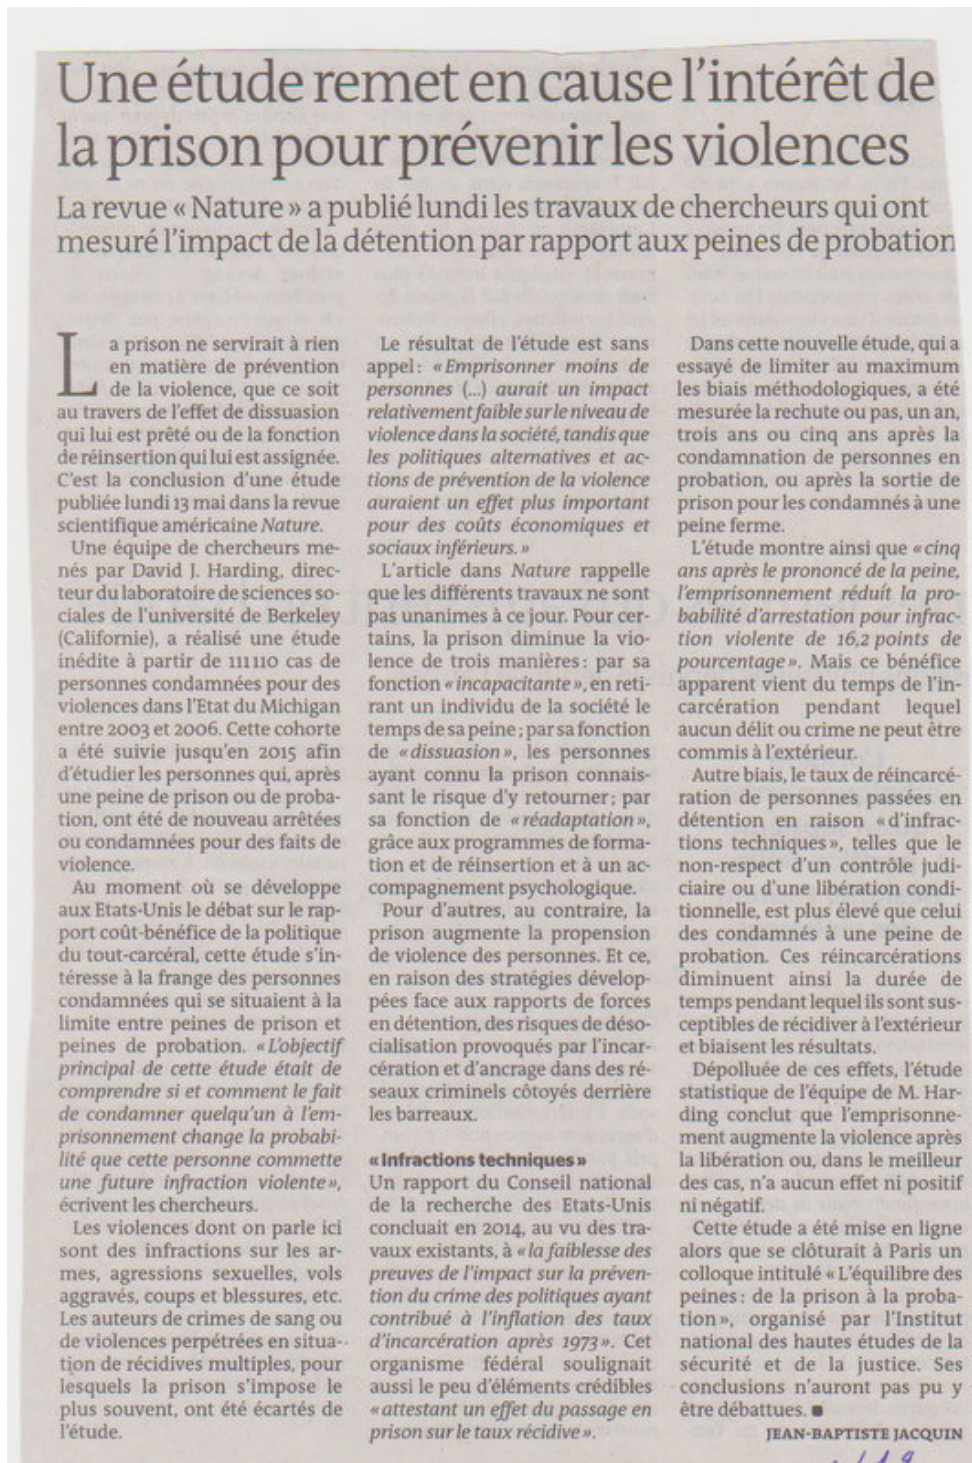 Une étude remet en cause l'intérêt de
la prison pour prévenir les violences
La revue « Nature » a publié lundi les travaux de chercheurs qui ont
mesuré l'impact de la détention par rapport aux peines de probation
La prison ne servirait à rien
en matière de prévention
de la violence, que ce soit
au travers de l'effet de dissuasion
qui lui est prêté ou de la fonction
de réinsertion qui lui est assignée.
C'est la conclusion d'une étude
publiée lundi 13 mai dans la revue
scientifique américaine Nature.
Une équipe de chercheurs me-
nés par David J. Harding, direc-
teur du laboratoire de sciences so-
ciales de l'université de Berkeley
(Californie), a réalisé une étude
inédite à partir de 111 110 cas de
personnes condamnées pour des
violences dans l'Etat du Michigan
entre 2003 et 2006. Cette cohorte
a été suivie jusqu'en 2015 afin
d'étudier les personnes qui, après
une peine de prison ou de proba-
tion, ont été de nouveau arrêtées
ou condamnées pour des faits de
violence.
Au moment où se développe
aux Etats-Unis le débat sur le rap-
port coût-bénéfice de la politique
du tout-carcéral, cette étude s'in-
téresse à la frange des personnes
condamnées qui se situaient à la
limite entre peines de prison et
peines de probation. « L'objectif
principal de cette étude était de
comprendre si et comment le fait
de condamner quelqu'un à l'em-
prisonnement change la probabi-
lité que cette personne commette
une future infraction violente »,
écrivent les chercheurs.
Les violences dont on parle ici
sont des infractions sur les ar-
mes, agressions sexuelles, vols
aggravés, coups et blessures, etc.
Les auteurs de crimes de sang ou
de violences perpétrées en situa-
tion de récidives multiples, pour
lesquels la prison s'impose le
plus souvent, ont été écartés de
l'étude.
Le résultat de l'étude est sans
appel : « Emprisonner moins de
personnes (...) aurait un impact
relativement faible sur le niveau de
violence dans la société, tandis que
les politiques alternatives et ac-
tions de prévention de la violence
auraient un effet plus important
pour des coûts économiques et
sociaux inférieurs. »
L'article dans Nature rappelle
que les différents travaux ne sont
pas unanimes à ce jour. Pour cer-
tains, la prison diminue la vio-
lence de trois manières : par sa
fonction « incapacitante », en reti-
rant un individu de la société le
temps de sa peine ; par sa fonction
de « dissuasion », les personnes
ayant connu la prison connais-
sant le risque d'y retourner ; par
sa fonction de « réadaptation »,
grâce aux programmes de forma-
tion et de réinsertion et à un ac-
compagnement psychologique.
Pour d'autres, au contraire, la
prison augmente la propension
de violence des personnes. Et ce,
en raison des stratégies dévelop-
pées face aux rapports de forces
en détention, des risques de déso-
cialisation provoqués par l'incar-
cération et d'ancrage dans des ré-
seaux criminels côtoyés derrière
les barreaux.
« Infractions techniques »
Un rapport du Conseil national
de la recherche des Etats-Unis
concluait en 2014, au vu des tra-
vaux existants, à « la faiblesse des
preuves de l'impact sur la préven-
tion du crime des politiques ayant
contribué à l'inflation des taux
d'incarcération après 1973 ». Cet
organisme fédéral soulignait
aussi le peu d'éléments crédibles
« attestant un effet du passage en
prison sur le taux récidive ».
Dans cette nouvelle étude, qui a
essayé de limiter au maximum
les biais méthodologiques, a été
mesurée la rechute ou pas, un an,
trois ans ou cinq ans après la
condamnation de personnes en
probation, ou après la sortie de
prison pour les condamnés à une
peine ferme.
L'étude montre ainsi que « cinq
ans après le prononcé de la peine,
l'emprisonnement réduit la pro-
babilité d'arrestation pour infrac-
tion violente de 16,2 points de
pourcentage ». Mais ce bénéfice
apparent vient du temps de l'in-
carcération pendant lequel
aucun délit ou crime ne peut être
commis à l'extérieur.
Autre biais, le taux de réincarcé-
ration de personnes passées en
détention en raison « d'infrac-
tions techniques », telles que le
non-respect d'un contrôle judi-
ciaire ou d'une libération condi-
tionnelle, est plus élevé que celui
des condamnés à une peine de
probation. Ces réincarcérations
diminuent ainsi la durée de
temps pendant lequel ils sont sus-
ceptibles de récidiver à l'extérieur
et biaisent les résultats.
Dépolluée de ces effets, l'étude
statistique de l'équipe de M. Har-
ding conclut que l'emprisonne-
ment augmente la violence après
la libération ou, dans le meilleur
des cas, n'a aucun effet ni positif
ni négatif.
Cette étude a été mise en ligne
alors que se clôturait à Paris un
colloque intitulé « L'équilibre des
peines : de la prison à la proba-
tion », organisé par l'Institut
national des hautes études de la
sécurité et de la justice. Ses
conclusions n'auront pas pu y
être débattues. ■
JEAN-BAPTISTE JACQUIN